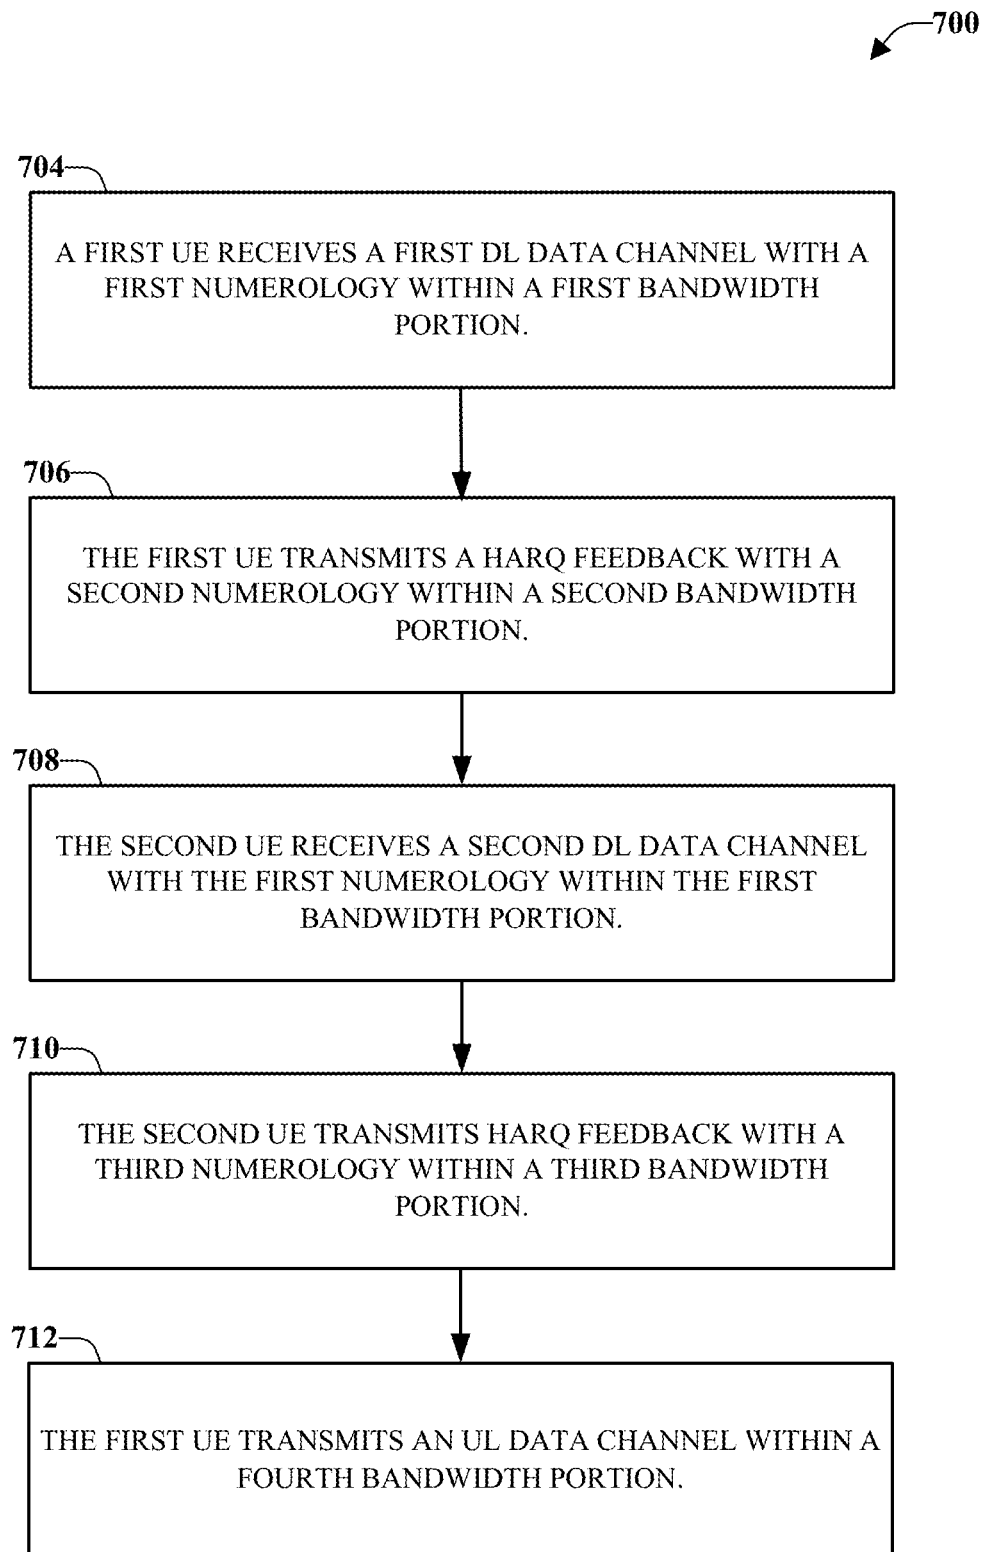 700
704
A FIRST UE RECEIVES A FIRST DL DATA CHANNEL WITH A
FIRST NUMEROLOGY WITHIN A FIRST BANDWIDTH
PORTION.
706
THE FIRST UE TRANSMITS A HARQ FEEDBACK WITH A
SECOND NUMEROLOGY WITHIN A SECOND BANDWIDTH
PORTION.
708
THE SECOND UE RECEIVES A SECOND DL DATA CHANNEL
WITH THE FIRST NUMEROLOGY WITHIN THE FIRST
BANDWIDTH PORTION.
710
THE SECOND UE TRANSMITS HARQ FEEDBACK WITH A
THIRD NUMEROLOGY WITHIN A THIRD BANDWIDTH
PORTION.
712
THE FIRST UE TRANSMITS AN UL DATA CHANNEL WITHIN A
FOURTH BANDWIDTH PORTION.